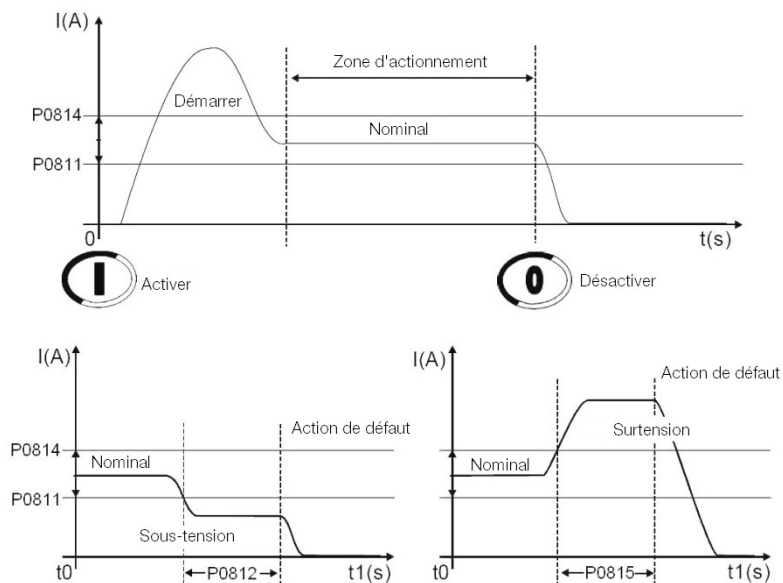 I(A)
Zone d'actionnement
Démarrer
P0814
Nominal
P0811
0
t(s)
I
Activer
0
Désactiver
I(A)
Action de défaut
P0814
Nominal
P0811
Sous-tension
t0
P0812
t1(s)
I(A)
Action de défaut
Surtension
Nominal
t0
P0815
t1(s)